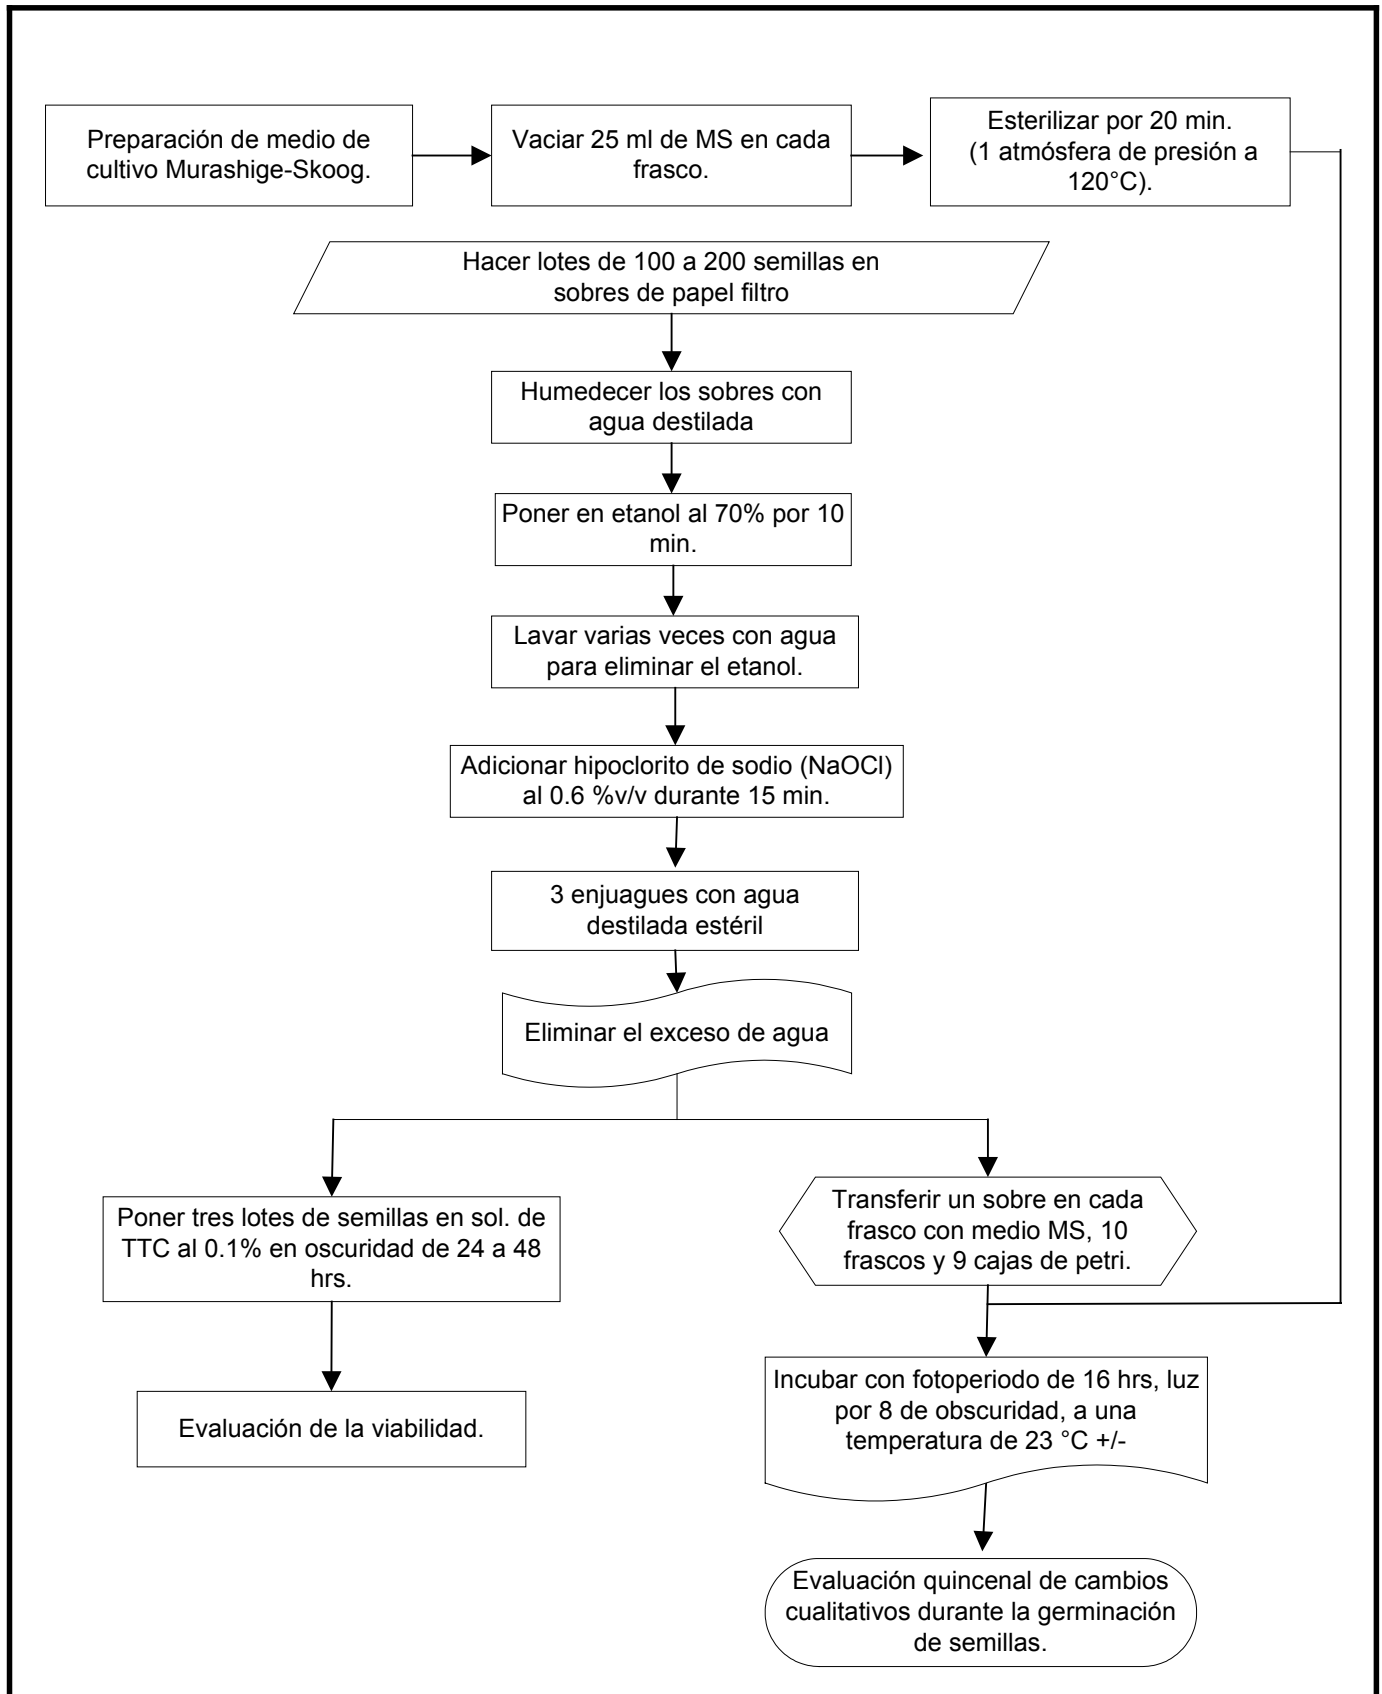 Preparación de medio de
cultivo Murashige-Skoog.
Vaciar 25 ml de MS en cada
frasco.
Esterilizar por 20 min.
(1 atmósfera de presión a
120°C).
Hacer lotes de 100 a 200 semillas en
sobres de papel filtro
Humedecer los sobres con
agua destilada
Poner en etanol al 70% por 10
min.
Lavar varias veces con agua
para eliminar el etanol.
Adicionar hipoclorito de sodio (NaOCl)
al 0.6 %v/v durante 15 min.
3 enjuagues con agua
destilada estéril
Eliminar el exceso de agua
Poner tres lotes de semillas en sol. de
TTC al 0.1% en oscuridad de 24 a 48
hrs.
Evaluación de la viabilidad.
Transferir un sobre en cada
frasco con medio MS, 10
frascos y 9 cajas de petri.
Incubar con fotoperiodo de 16 hrs, luz
por 8 de obscuridad, a una
temperatura de 23 °C +/-
Evaluación quincenal de cambios
cualitativos durante la germinación
de semillas.